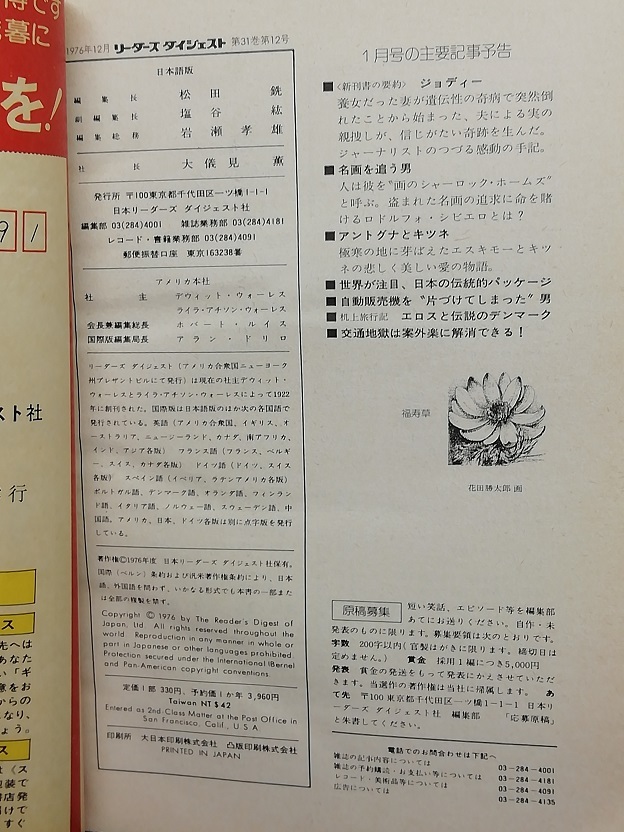 1976年12月 リーダーズ ダイジェスト 第31巻第12号
日本語版
編集長 松田銑
副編集長 塩谷紘
編集総務 岩瀬孝雄
社長 大儀見薫
発行所 〒100東京都千代田区一ツ橋1-1-1
日本リーダーズ ダイジェスト社
編集部 03(284)4001 雑誌業務部 03(284)4181
レコード・書籍業務部 03(284)4091
郵便振替口座 東京163238番
アメリカ本社
社主 デウィット・ウォーレス
ライラ・アチソン・ウォーレス
会長兼編集総長 ホバート・ルイス
国際版編集局長 アラン・ドリロ
リーダーズ ダイジェスト(アメリカ合衆国ニューヨーク
州プレザントビルにて発行)は現在の社主デウィット・
ウォーレスとライラ・アチソン・ウォーレスによって1922
年に創刊された。国際版は日本語版のほか次の各国語で
発行されている。英語(アメリカ合衆国、イギリス、オ
ーストラリア、ニュージーランド、カナダ、南アフリカ、
インド、アジア各版) フランス語(フランス、ベルギ
ー、スイス、カナダ各版) ドイツ語(ドイツ、スイス
各版) スペイン語(イベリア、ラテンアメリカ各版)
ポルトガル語、デンマーク語、オランダ語、フィンラン
ド語、イタリア語、ノルウェー語、スウェーデン語、中
国語。アメリカ、日本、ドイツ各版は別に点字版を発行
している。
著作権©1976年度 日本リーダーズ ダイジェスト社保有。
国際(ベルン)条約および汎米著作権条約により、日本
語、外国語を問わず、いかなる形式でも本書の一部また
は全部の複製を禁ず。
Copyright © 1976 by The Reader's Digest of
Japan, Ltd. All rights reserved throughout the
world. Reproduction in any manner in whole or
part in Japanese or other languages prohibited.
Protection secured under the International (Berne)
and Pan-American copyright conventions.
定価1部 330円、予約価1か年 3,960円
Taiwan NT$42
Entered as 2nd-Class Matter at the Post Office in
San Francisco, Calif., U.S.A.
印刷所 大日本印刷株式会社 凸版印刷株式会社
PRINTED IN JAPAN
1月号の主要記事予告
■〈新刊書の要約〉 ジョディー
養女だった妻が遺伝性の奇病で突然倒
れたことから始まった、夫による実の
親捜しが、信じがたい奇跡を生んだ。
ジャーナリストのつづる感動の手記。
■名画を追う男
人は彼を“画のシャーロック・ホームズ”
と呼ぶ。盗まれた名画の追求に命を賭
けるロドルフォ・シビエロとは?
■アントグナとキツネ
極寒の地に芽ばえたエスキモーとキツ
ネの悲しく美しい愛の物語。
■世界が注目、日本の伝統的パッケージ
■自動販売機を“片づけてしまった”男
■机上旅行記 エロスと伝説のデンマーク
■交通地獄は案外楽に解消できる!
福寿草
花田勝太郎 画
原稿募集 短い笑話、エピソード等を編集部
あてにお送りください。自作・未
発表のものに限ります。募集要領は次のとおりです。
字数 200字以内(官製はがきに限ります。締切日は
定めません。) 賞金 採用1編につき5,000円
発表 賞金の発送をもって発表にかえさせていただ
きます。当選作の著作権は当社に帰属します。 あ
て先 〒100東京都千代田区一ツ橋1-1-1 日本リ
ーダーズ ダイジェスト社 編集部 「応募原稿」
と朱書してください。
電話でのお問合わせは下記へ
雑誌の記事内容については 03-284-4001
雑誌の予約購読・お支払い等については 03-284-4181
レコード・美術品等については 03-284-4091
広告については 03-284-4135
を!
9 1
スト社
行